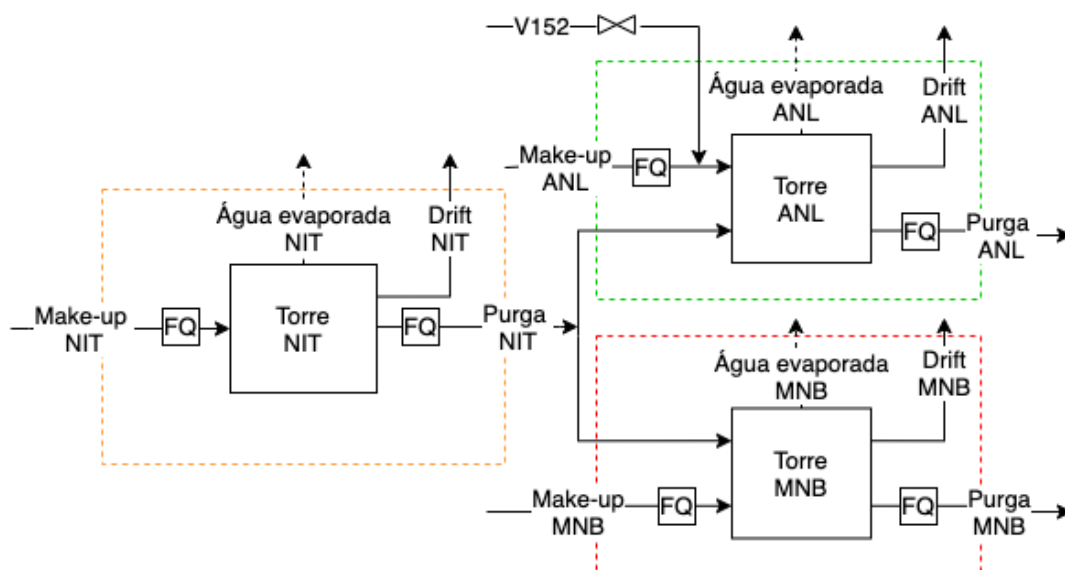 V152
Água evaporada
ANL
Drift
ANL
Make-up
ANL
FQ
Torre
ANL
FQ
Purga
ANL
Água evaporada
NIT
Drift
NIT
Make-up
NIT
FQ
Torre
NIT
FQ
Purga
NIT
Água evaporada
MNB
Drift
MNB
Make-up
MNB
FQ
Torre
MNB
FQ
Purga
MNB